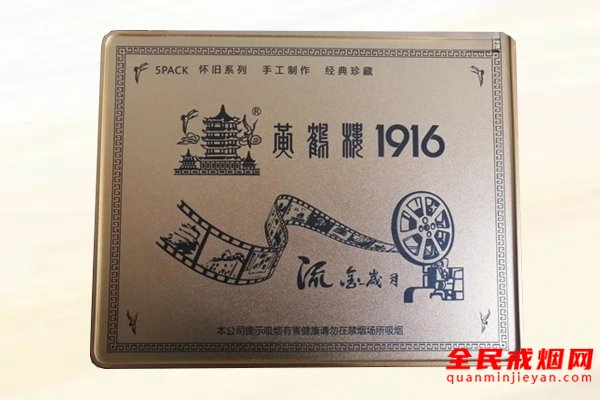 5PACK 怀旧系列 手工制作 经典珍藏
®
黄鹤楼 1916
流金岁月
本公司提示吸烟有害健康请勿在禁烟场所吸烟
全民戒烟网
quanminjieyan.com